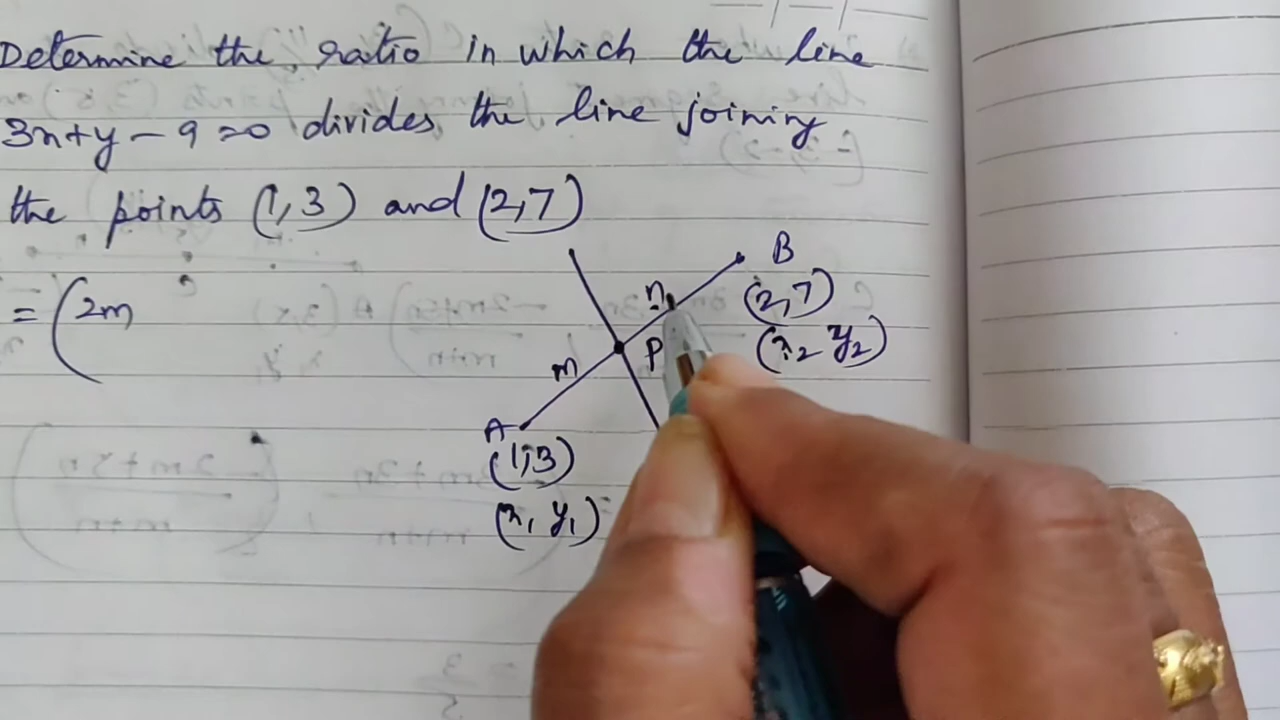 Determine the ratio in which the line
3x+y-9=0 divides the line joining
the points (1,3) and (2,7)
= (2m
B
n
(2,7)
P
(x₂ y₂)
m
A
(1,3)
(x₁ y₁)